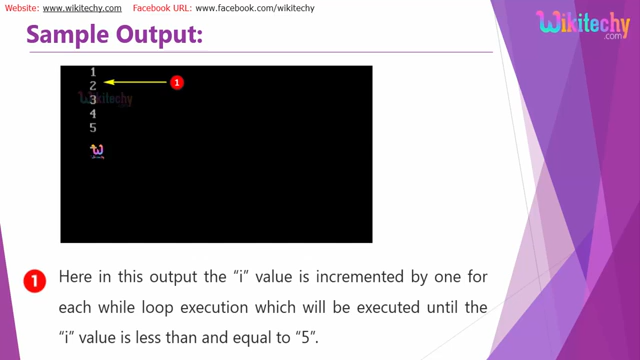 Website: www.wikitechy.com Facebook URL: www.facebook.com/wikitechy
Wikitechy
.com
Sample Output:
1
2
3
4
5
1
Wikitechy
1
Here in this output the “i” value is incremented by one for
each while loop execution which will be executed until the
“i” value is less than and equal to “5”.